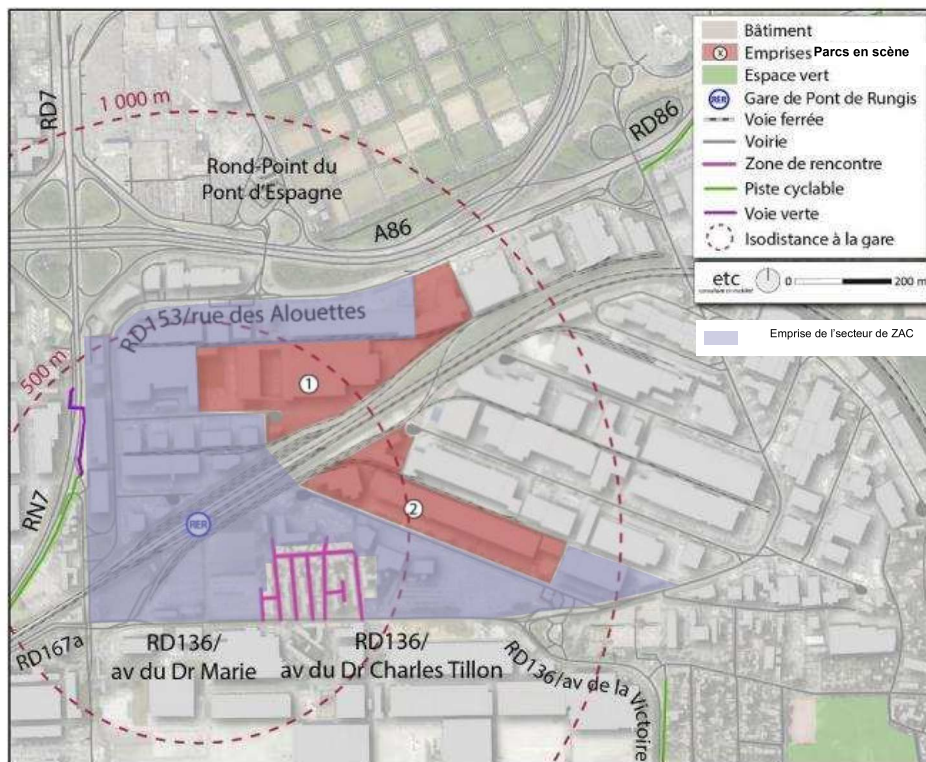 RD7
1 000 m
Rond-Point du
Pont d'Espagne
A86
RD86
Bâtiment
x Emprises Parcs en scène
Espace vert
RER Gare de Pont de Rungis
Voie ferrée
Voirie
Zone de rencontre
Piste cyclable
Voie verte
Isodistance à la gare
etc
0 200 m
Emprise de l'secteur de ZAC
RD153/rue des Alouettes
500 m
1
2
RN7
RER
RD167a
RD136/
av du Dr Marie
RD136/
av du Dr Charles Tillon
RD136/av de la Victoire